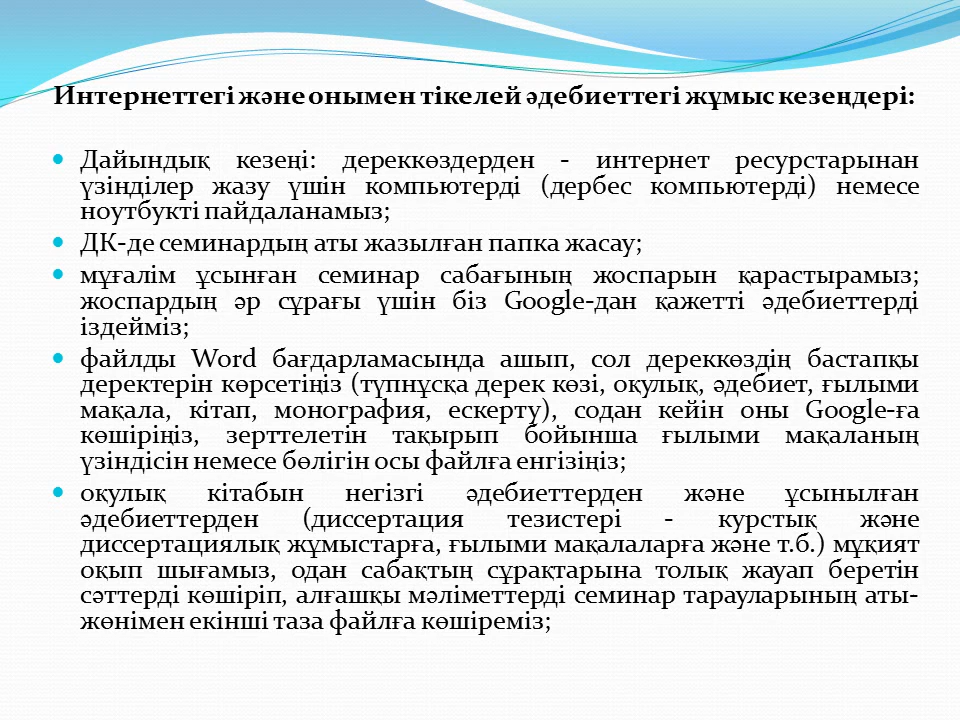 Интернеттегі және онымен тікелей әдебиеттегі жұмыс кезеңдері:
Дайындық кезеңі: дереккөздерден - интернет ресурстарынан
үзінділер жазу үшін компьютерді (дербес компьютерді) немесе
ноутбукті пайдаланамыз;
ДК-де семинардың аты жазылған папка жасау;
мұғалім ұсынған семинар сабағының жоспарын қарастырамыз;
жоспардың әр сұрағы үшін біз Google-дан қажетті әдебиеттерді
іздейміз;
файлды Word бағдарламасында ашып, сол дереккөздің бастапқы
деректерін көрсетіңіз (түпнұсқа дерек көзі, оқулық, әдебиет, ғылыми
мақала, кітап, монография, ескерту), содан кейін оны Google-ға
көшіріңіз, зерттелетін тақырып бойынша ғылыми мақаланың
үзіндісін немесе бөлігін осы файлға енгізіңіз;
оқулық кітабын негізгі әдебиеттерден және ұсынылған
әдебиеттерден (диссертация тезистері - курстық және
диссертациялық жұмыстарға, ғылыми мақалаларға және т.б.) мұқият
оқып шығамыз, одан сабақтың сұрақтарына толық жауап беретін
сәттерді көшіріп, алғашқы мәліметтерді семинар тарауларының аты-
жөнімен екінші таза файлға көшіреміз;